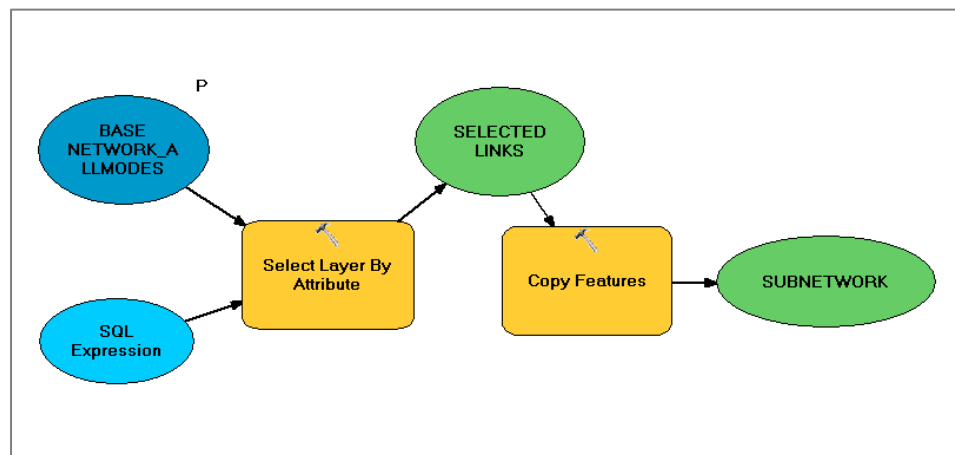 P
BASE
NETWORK_A
LLMODES
SELECTED
LINKS
Select Layer By
Attribute
Copy Features
SUBNETWORK
SQL
Expression